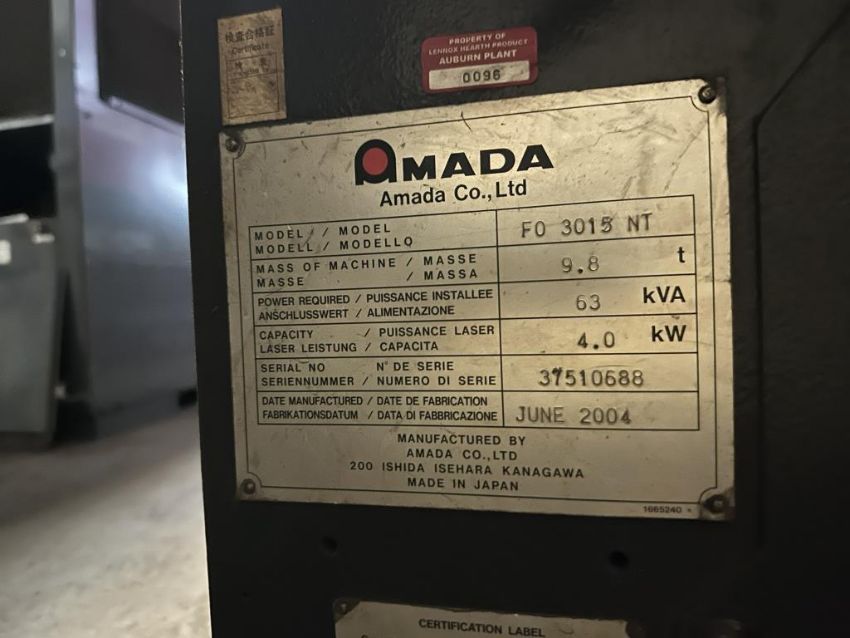 検査合格証
Certificate
PROPERTY OF
LENNOX HEARTH PRODUCT
AUBURN PLANT
0096
AMADA
Amada Co.,Ltd
MODEL / MODEL
MODELL / MODELLO
FO 3015 NT
MASS OF MACHINE / MASSE
MASSE / MASSA
9.8 t
POWER REQUIRED / PUISSANCE INSTALLEE
ANSCHLUSSWERT / ALIMENTAZIONE
63 kVA
CAPACITY / PUISSANCE LASER
LASER LEISTUNG / CAPACITA
4.0 kW
SERIAL NO N° DE SERIE
SERIENNUMMER / NUMERO DI SERIE
37510688
DATE MANUFACTURED / DATE DE FABRICATION
FABRIKATIONSDATUM / DATA DI FABBRICAZIONE
JUNE 2004
MANUFACTURED BY
AMADA CO.,LTD
200 ISHIDA ISEHARA KANAGAWA
MADE IN JAPAN
1665240
CERTIFICATION LABEL